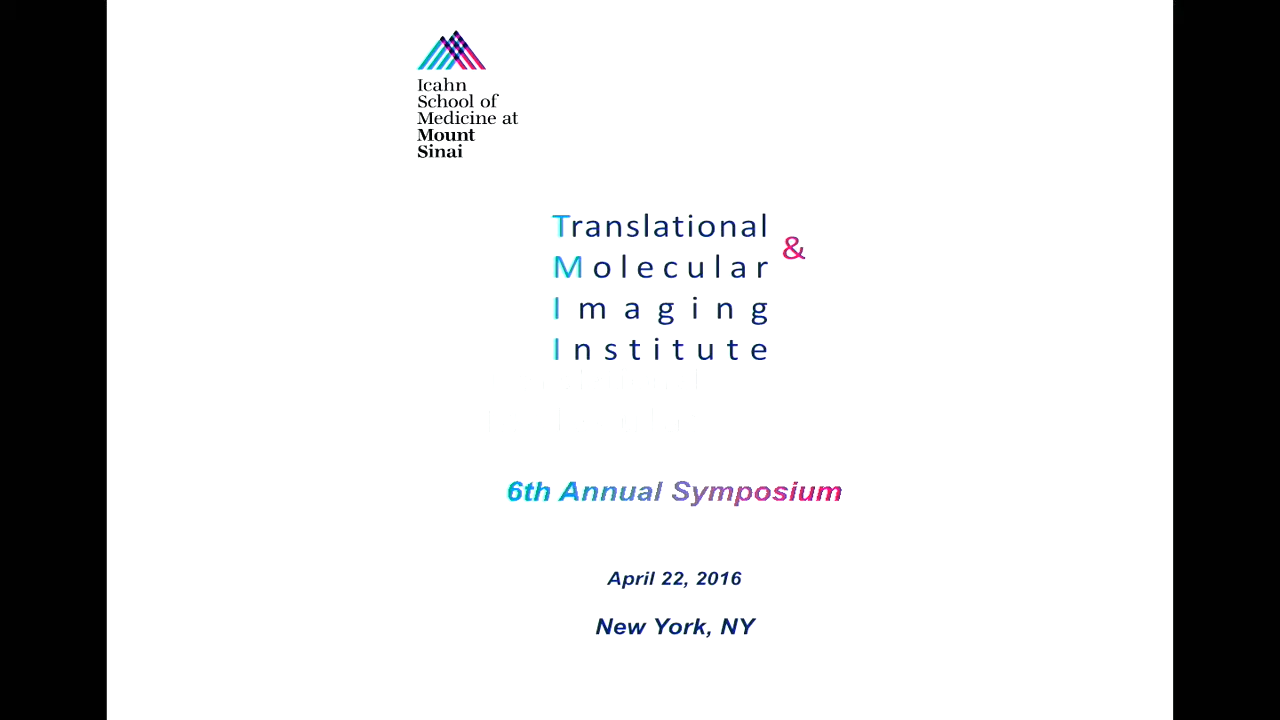 Icahn
School of
Medicine at
Mount
Sinai
Translational
&
Molecular
Imaging
Institute
6th Annual Symposium
April 22, 2016
New York, NY